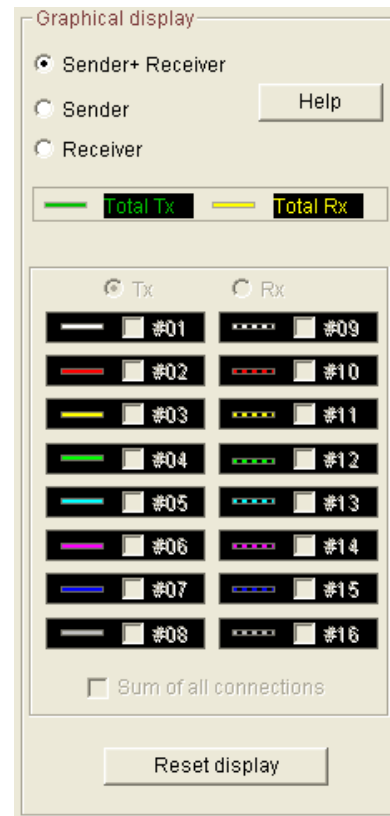 Graphical display
Sender+ Receiver
Help
Sender
Receiver
Total Tx Total Rx
Tx Rx
#01 #09
#02 #10
#03 #11
#04 #12
#05 #13
#06 #14
#07 #15
#08 #16
Sum of all connections
Reset display